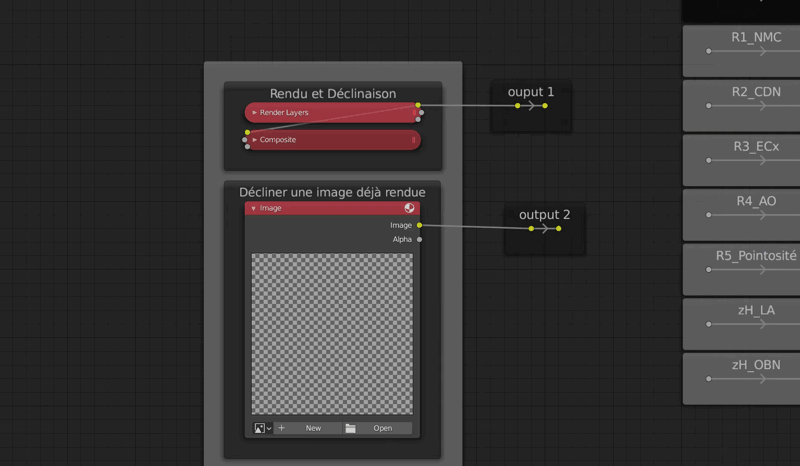 Rendu et Déclinaison
Render Layers
Composite
ouput 1
Décliner une image déjà rendue
Image
Image
Alpha
New
Open
output 2
R1_NMC
R2_CDN
R3_ECx
R4_AO
R5_Pointosité
zH_LA
zH_OBN